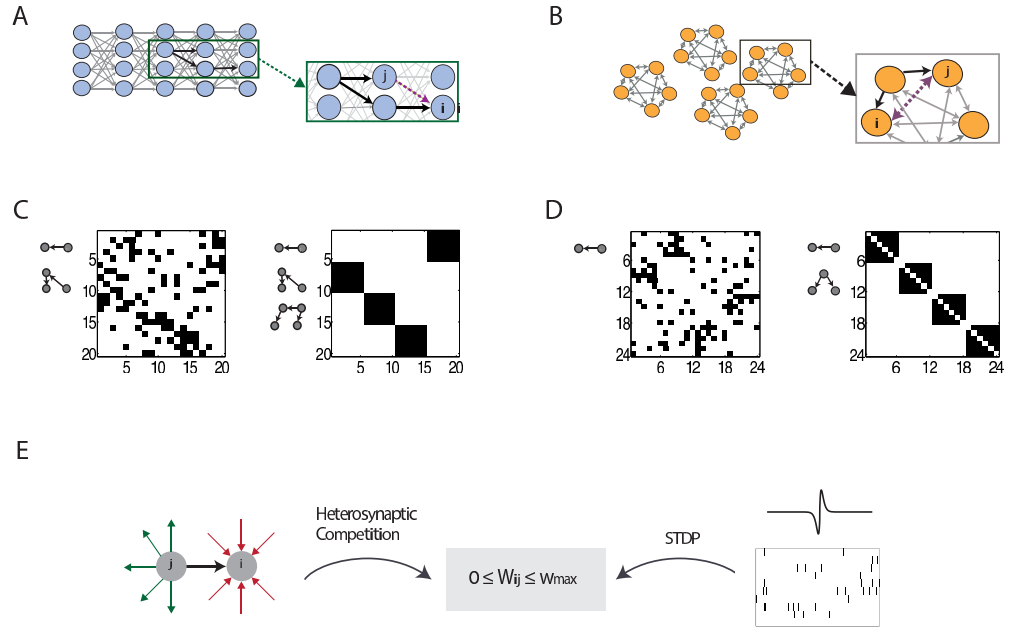 A
B
j
i i
j
i
C
D
5
10
15
20
5 10 15 20
5
10
15
20
5 10 15 20
6
12
18
24
6 12 18 24
6
12
18
24
6 12 18 24
E
Heterosynaptic
Competition
STDP
j i
0 ≤ Wij ≤ wmax